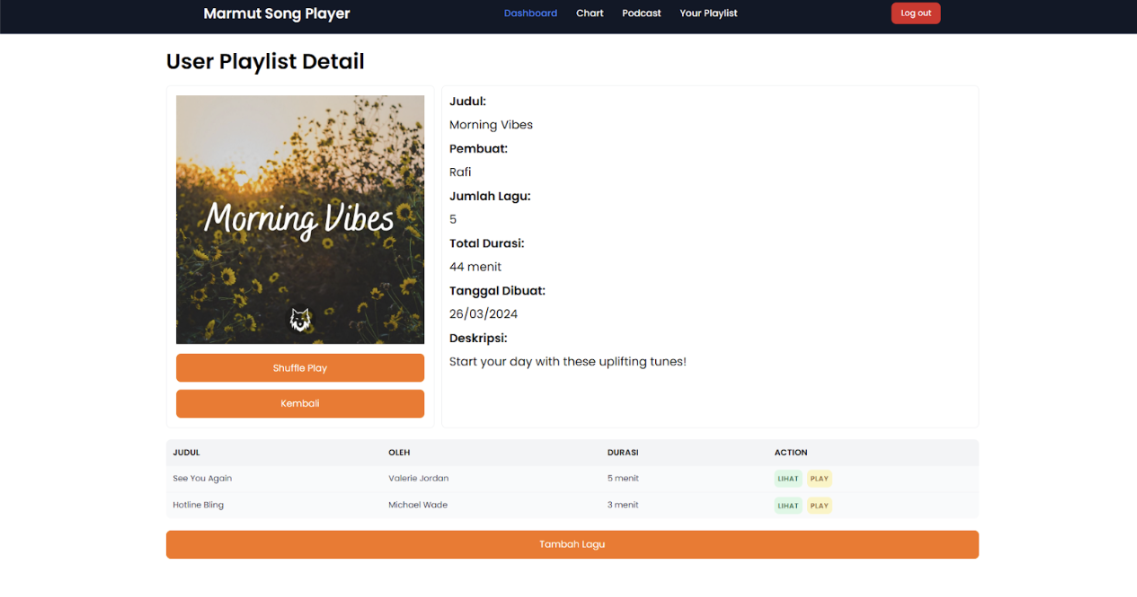 Marmut Song Player Dashboard Chart Podcast Your Playlist Log out
User Playlist Detail
Morning Vibes
Shuffle Play
Kembali
Judul:
Morning Vibes
Pembuat:
Rafi
Jumlah Lagu:
5
Total Durasi:
44 menit
Tanggal Dibuat:
26/03/2024
Deskripsi:
Start your day with these uplifting tunes!
JUDUL OLEH DURASI ACTION
See You Again Valerie Jordan 5 menit LIHAT PLAY
Hotline Bling Michael Wade 3 menit LIHAT PLAY
Tambah Lagu